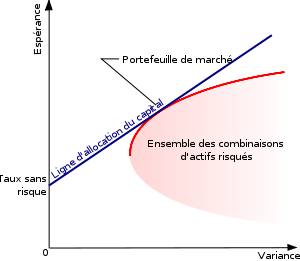 Espérance
Portefeuille de marché
Ligne d'allocation du capital
Ensemble des combinaisons
d'actifs risqués
Taux sans
risque
0
Variance